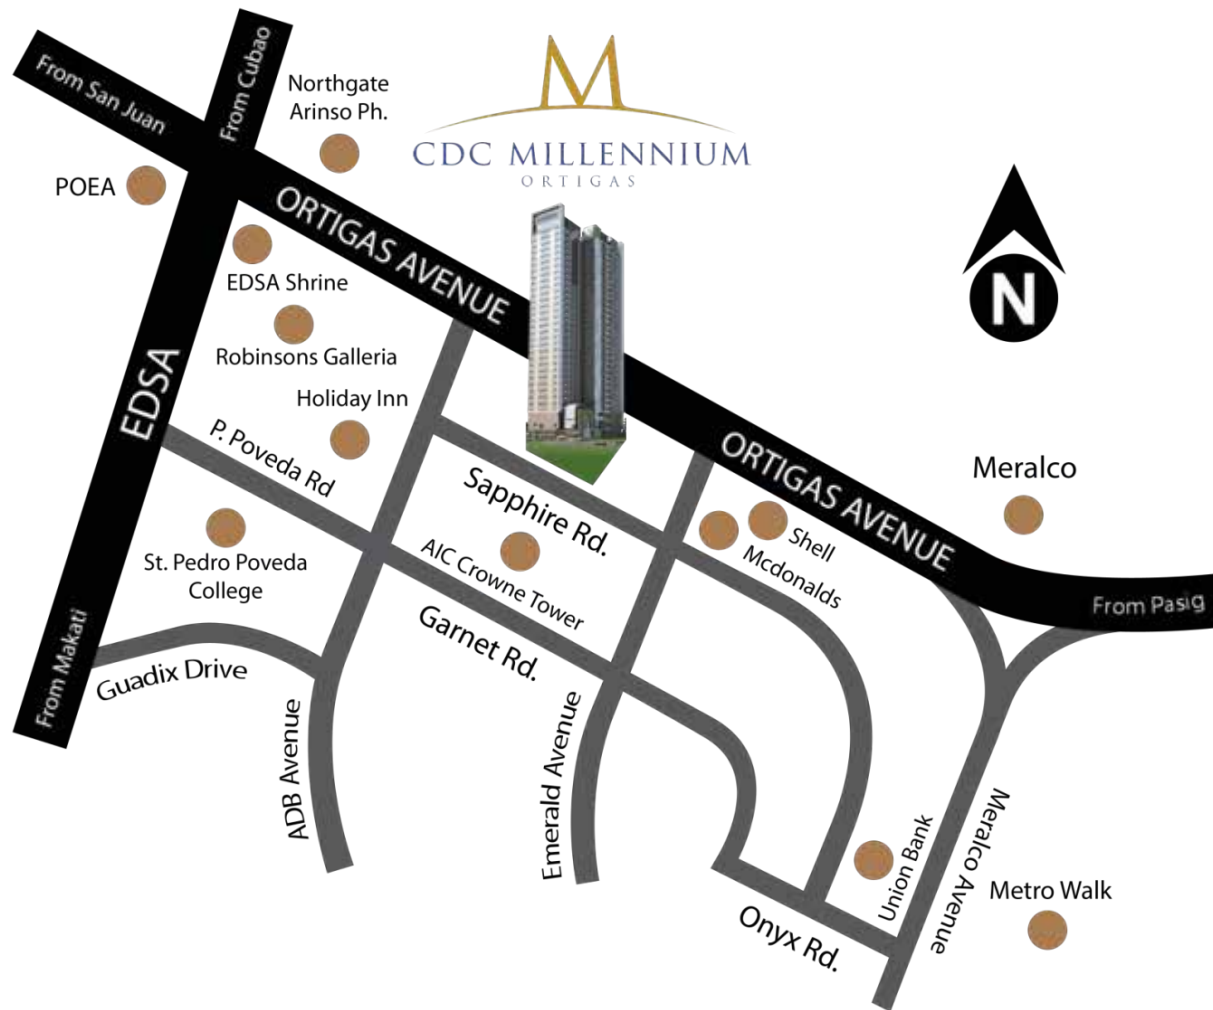 From San Juan
From Cubao
Northgate
Arinso Ph.
M
CDC MILLENNIUM
ORTIGAS
POEA
ORTIGAS AVENUE
EDSA Shrine
Robinsons Galleria
Holiday Inn
EDSA
P. Poveda Rd
N
Sapphire Rd.
ORTIGAS AVENUE
Meralco
Shell
Mcdonalds
AIC Crowne Tower
St. Pedro Poveda
College
Garnet Rd.
From Pasig
From Makati
Guadix Drive
ADB Avenue
Emerald Avenue
Union Bank
Meralco Avenue
Metro Walk
Onyx Rd.